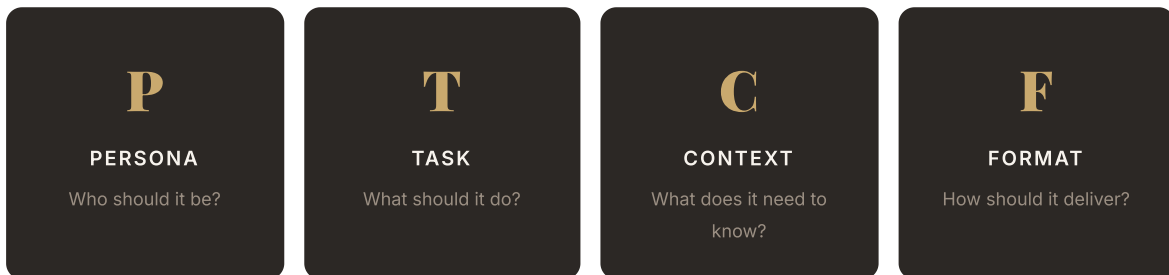 P
PERSONA
Who should it be?
T
TASK
What should it do?
C
CONTEXT
What does it need to
know?
F
FORMAT
How should it deliver?